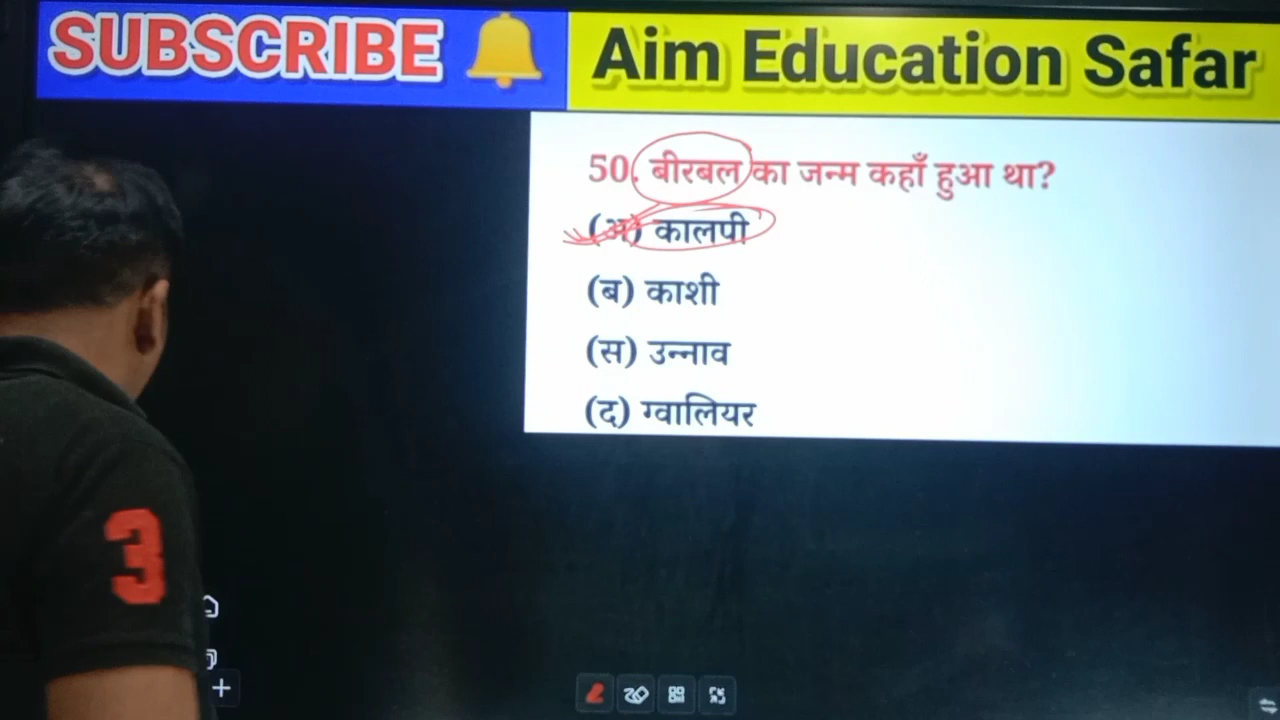 SUBSCRIBE
Aim Education Safar
50. बीरबल का जन्म कहाँ हुआ था?
(अ) कालपी
(ब) काशी
(स) उन्नाव
(द) ग्वालियर
3